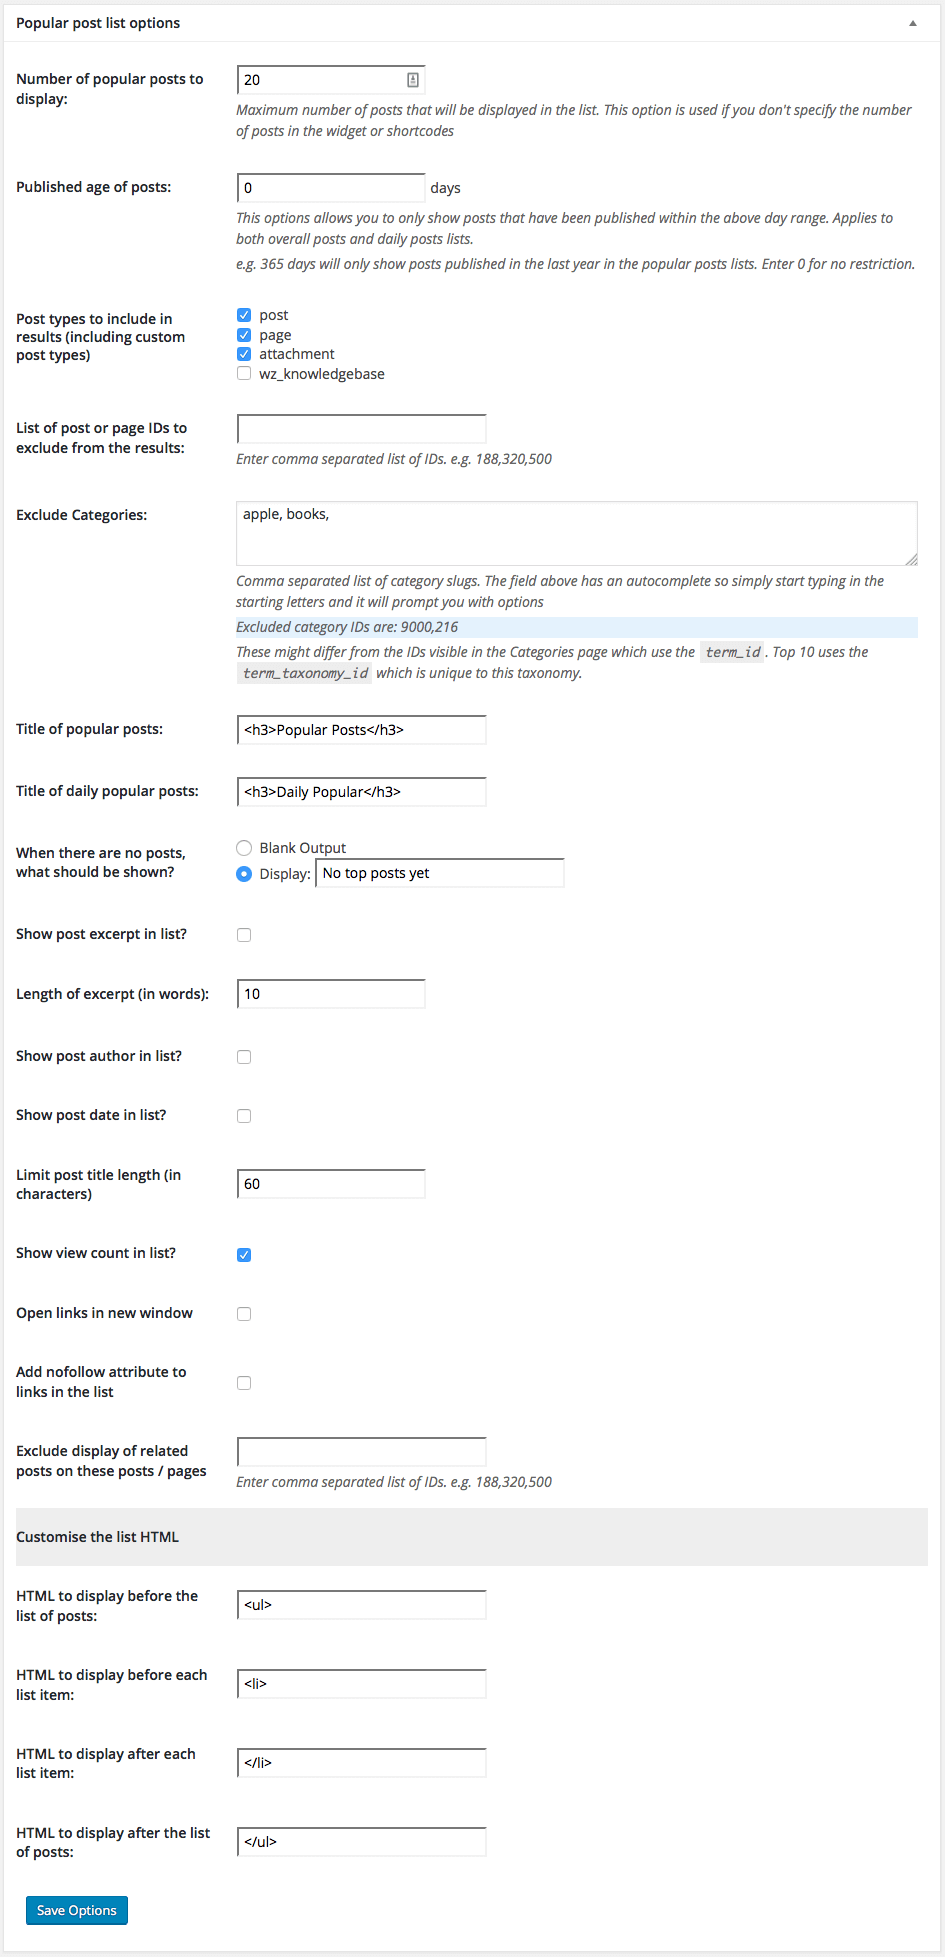 Popular post list options
Number of popular posts to
display:
20
Maximum number of posts that will be displayed in the list. This option is used if you don't specify the number
of posts in the widget or shortcodes
Published age of posts:
0 days
This options allows you to only show posts that have been published within the above day range. Applies to
both overall posts and daily posts lists.
e.g. 365 days will only show posts published in the last year in the popular posts lists. Enter 0 for no restriction.
Post types to include in
results (including custom
post types)
post
page
attachment
wz_knowledgebase
List of post or page IDs to
exclude from the results:
Enter comma separated list of IDs. e.g. 188,320,500
Exclude Categories:
apple, books,
Comma separated list of category slugs. The field above has an autocomplete so simply start typing in the
starting letters and it will prompt you with options
Excluded category IDs are: 9000,216
These might differ from the IDs visible in the Categories page which use the term_id . Top 10 uses the
term_taxonomy_id which is unique to this taxonomy.
Title of popular posts:
<h3>Popular Posts</h3>
Title of daily popular posts:
<h3>Daily Popular</h3>
When there are no posts,
what should be shown?
Blank Output
Display: No top posts yet
Show post excerpt in list?
Length of excerpt (in words):
10
Show post author in list?
Show post date in list?
Limit post title length (in
characters)
60
Show view count in list?
Open links in new window
Add nofollow attribute to
links in the list
Exclude display of related
posts on these posts / pages
Enter comma separated list of IDs. e.g. 188,320,500
Customise the list HTML
HTML to display before the
list of posts:
<ul>
HTML to display before each
list item:
<li>
HTML to display after each
list item:
</li>
HTML to display after the list
of posts:
</ul>
Save Options